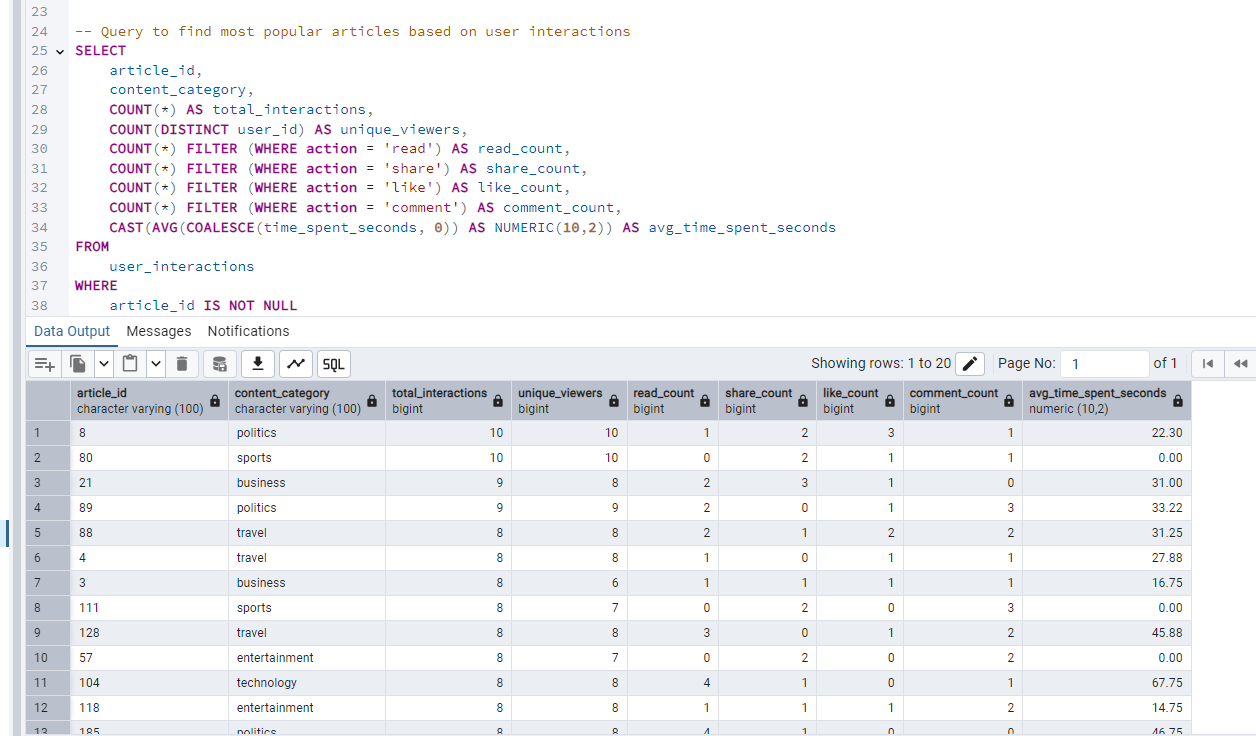 23
24 -- Query to find most popular articles based on user interactions
25 SELECT
26 article_id,
27 content_category,
28 COUNT(*) AS total_interactions,
29 COUNT(DISTINCT user_id) AS unique_viewers,
30 COUNT(*) FILTER (WHERE action = 'read') AS read_count,
31 COUNT(*) FILTER (WHERE action = 'share') AS share_count,
32 COUNT(*) FILTER (WHERE action = 'like') AS like_count,
33 COUNT(*) FILTER (WHERE action = 'comment') AS comment_count,
34 CAST(AVG(COALESCE(time_spent_seconds, 0)) AS NUMERIC(10,2)) AS avg_time_spent_seconds
35 FROM
36 user_interactions
37 WHERE
38 article_id IS NOT NULL
Data Output Messages Notifications
SQL Showing rows: 1 to 20 Page No: 1 of 1
article_id content_category total_interactions unique_viewers read_count share_count like_count comment_count avg_time_spent_seconds
character varying (100) character varying (100) bigint bigint bigint bigint bigint bigint numeric (10,2)
1 8 politics 10 10 1 2 3 1 22.30
2 80 sports 10 10 0 2 1 1 0.00
3 21 business 9 8 2 3 1 0 31.00
4 89 politics 9 9 2 0 1 3 33.22
5 88 travel 8 8 2 1 2 2 31.25
6 4 travel 8 8 1 0 1 1 27.88
7 3 business 8 6 1 1 1 1 16.75
8 111 sports 8 7 0 2 0 3 0.00
9 128 travel 8 8 3 0 1 2 45.88
10 57 entertainment 8 7 0 2 0 2 0.00
11 104 technology 8 8 4 1 0 1 67.75
12 118 entertainment 8 8 1 1 1 2 14.75
13 185 politics 8 8 4 1 0 0 46.75